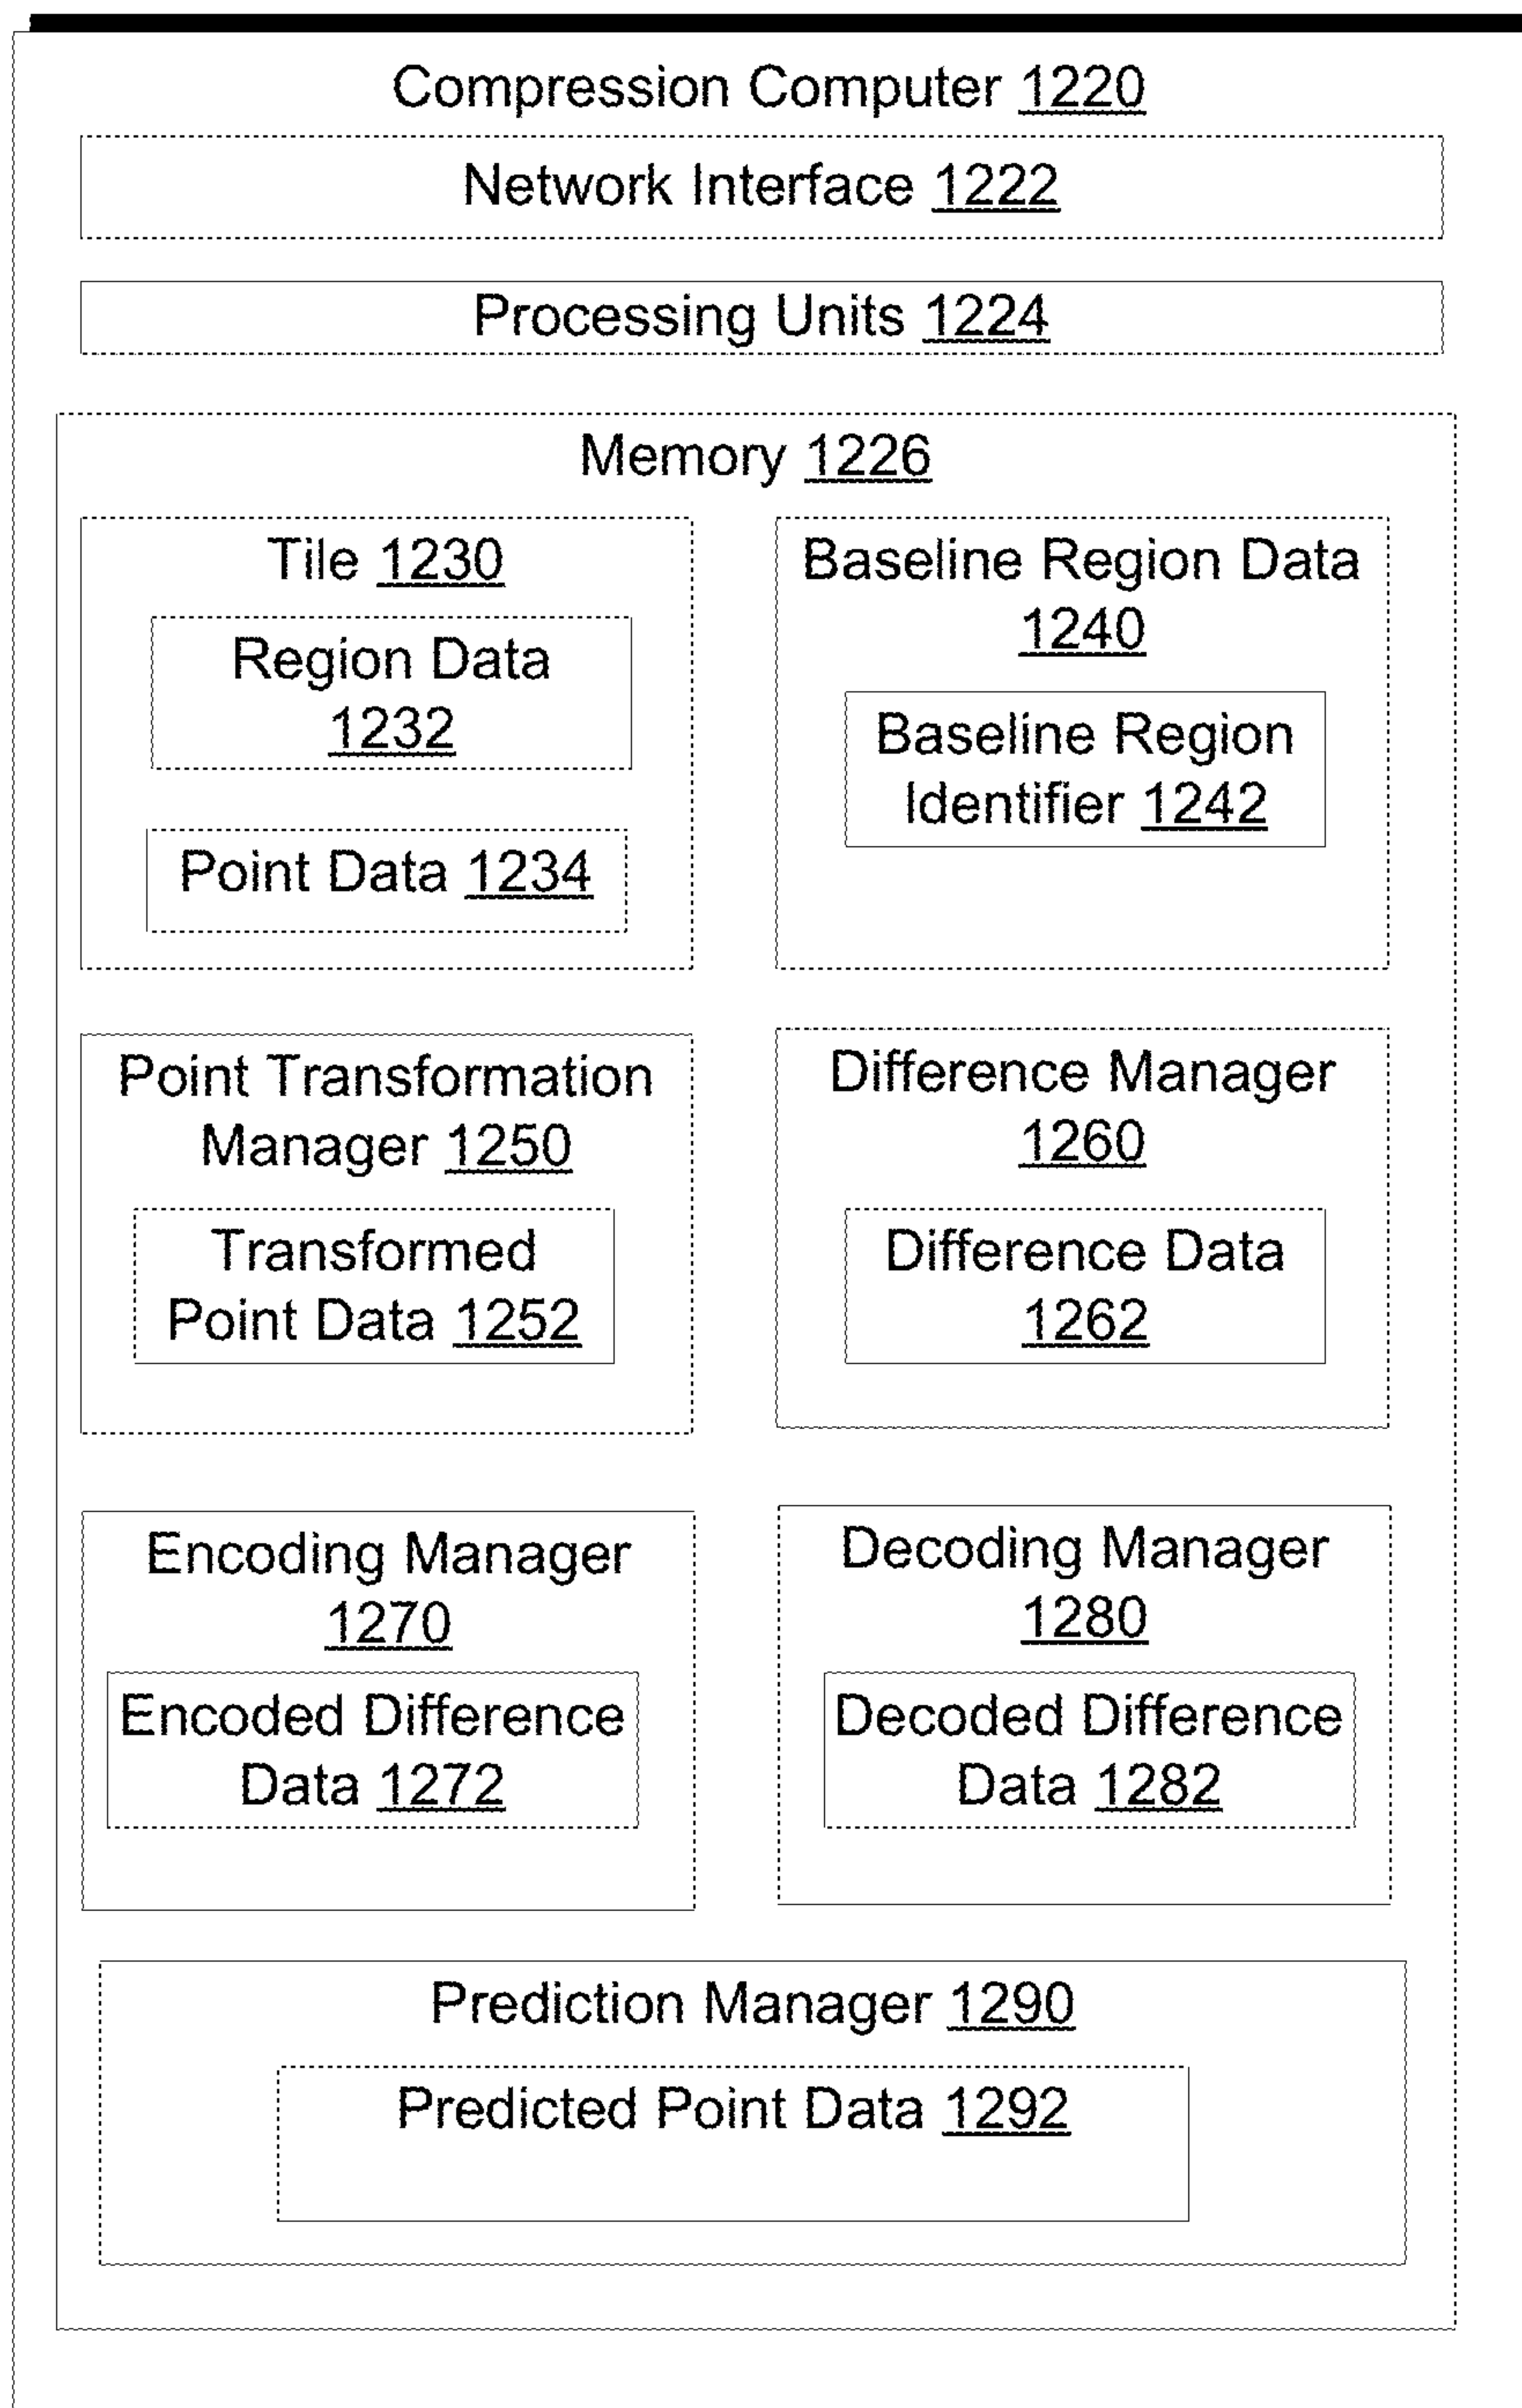 Compression Computer 1220
Network Interface 1222
Processing Units 1224
Memory 1226
Tile 1230
Region Data
1232
Point Data 1234
Baseline Region Data
1240
Baseline Region
Identifier 1242
Point Transformation
Manager 1250
Transformed
Point Data 1252
Difference Manager
1260
Difference Data
1262
Encoding Manager
1270
Encoded Difference
Data 1272
Decoding Manager
1280
Decoded Difference
Data 1282
Prediction Manager 1290
Predicted Point Data 1292